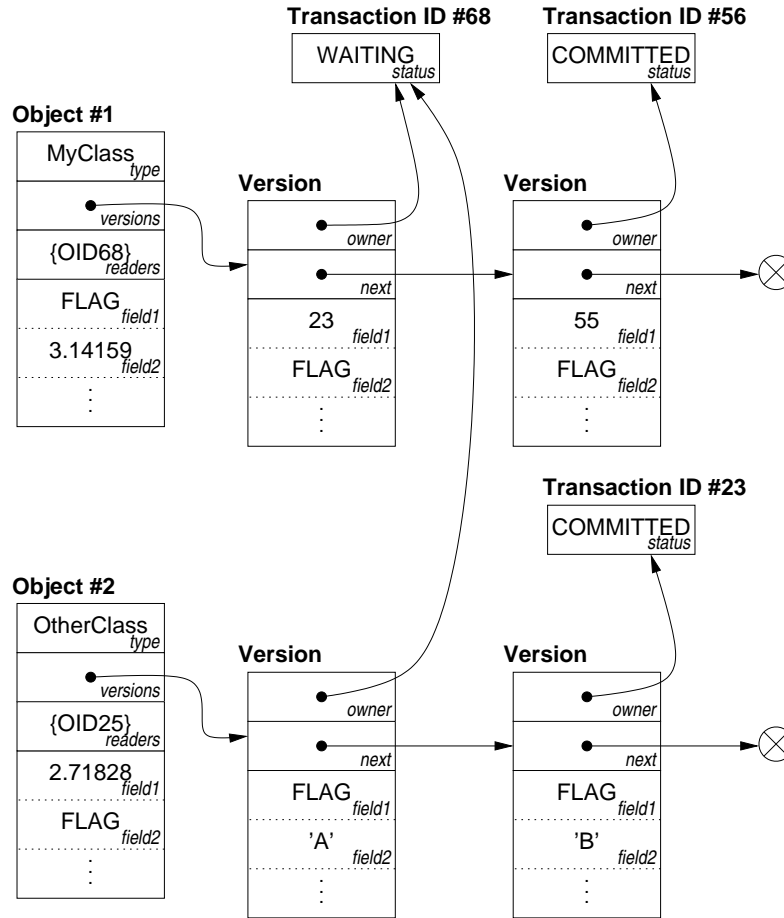 Transaction ID #68
Transaction ID #56
WAITING
status
COMMITTED
status
Object #1
MyClass
type
versions
{OID68}
readers
FLAG
field1
3.14159
field2
Version
owner
next
23
field1
FLAG
field2
Version
owner
next
55
field1
FLAG
field2
Transaction ID #23
COMMITTED
status
Object #2
OtherClass
type
versions
{OID25}
readers
2.71828
field1
FLAG
field2
Version
owner
next
FLAG
field1
'A'
field2
Version
owner
next
FLAG
field1
'B'
field2